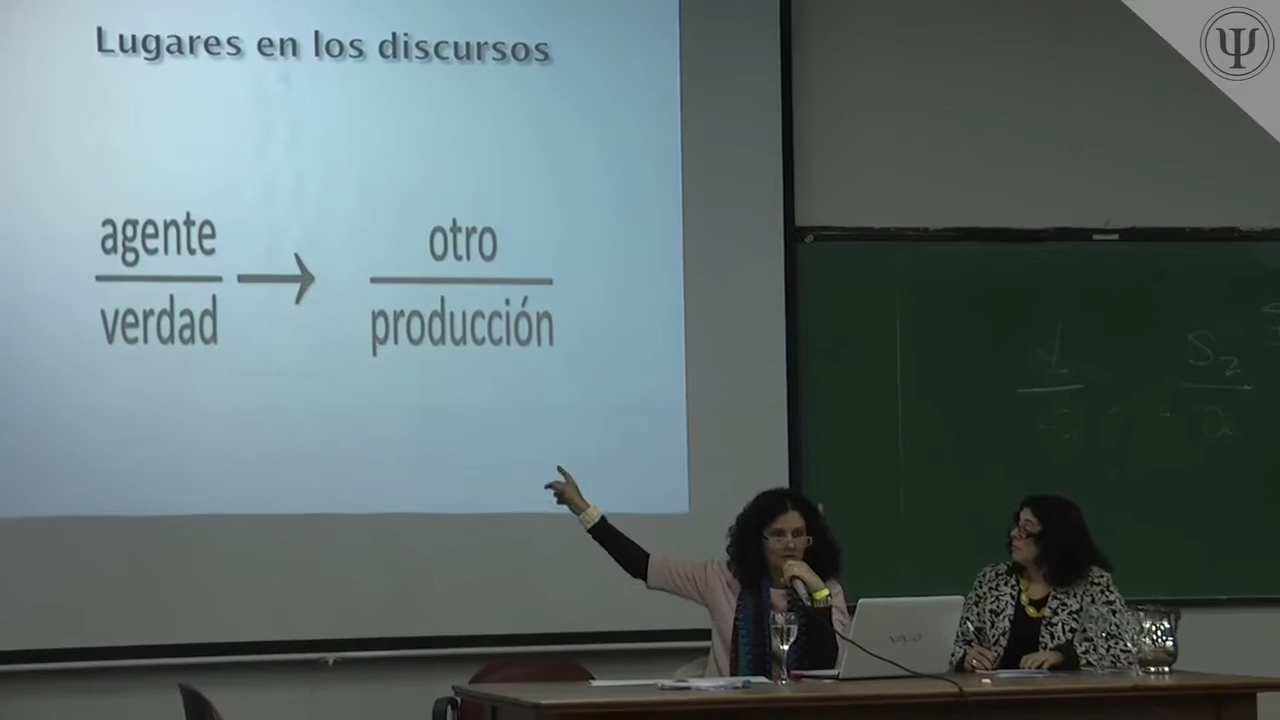 Lugares en los discursos
agente
otro
verdad
producción
Ψ
VAIO
S₂
a